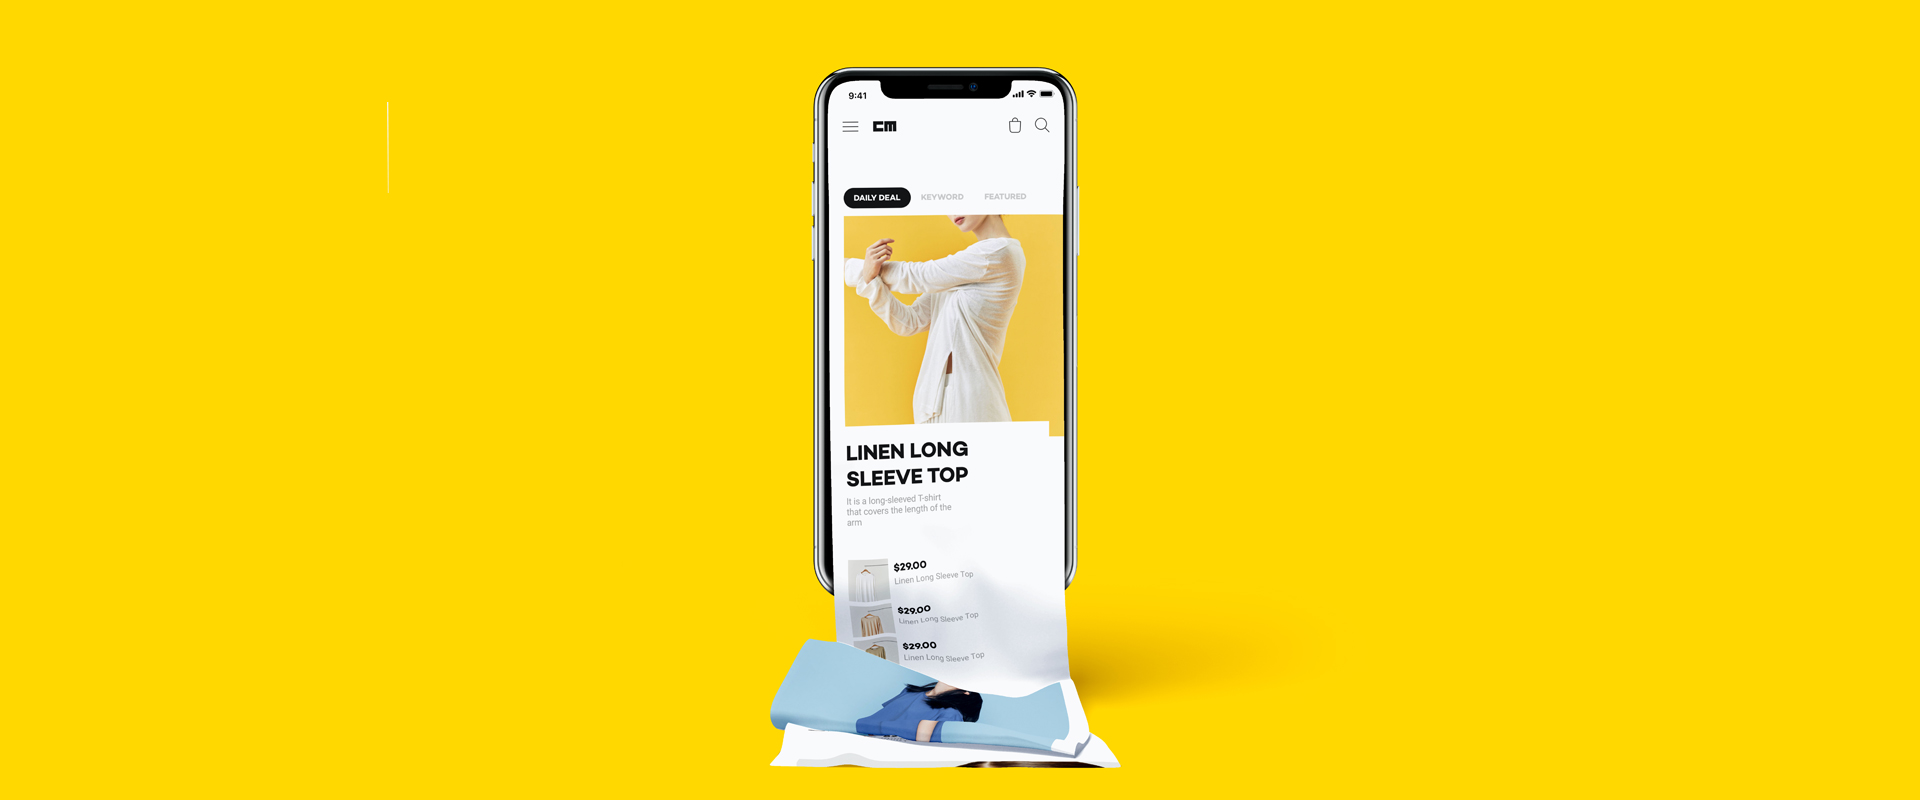 9:41
CM
DAILY DEAL KEYWORD FEATURED
LINEN LONG
SLEEVE TOP
It is a long-sleeved T-shirt
that covers the length of the
arm
$29.00
Linen Long Sleeve Top
$29.00
Linen Long Sleeve Top
$29.00
Linen Long Sleeve Top